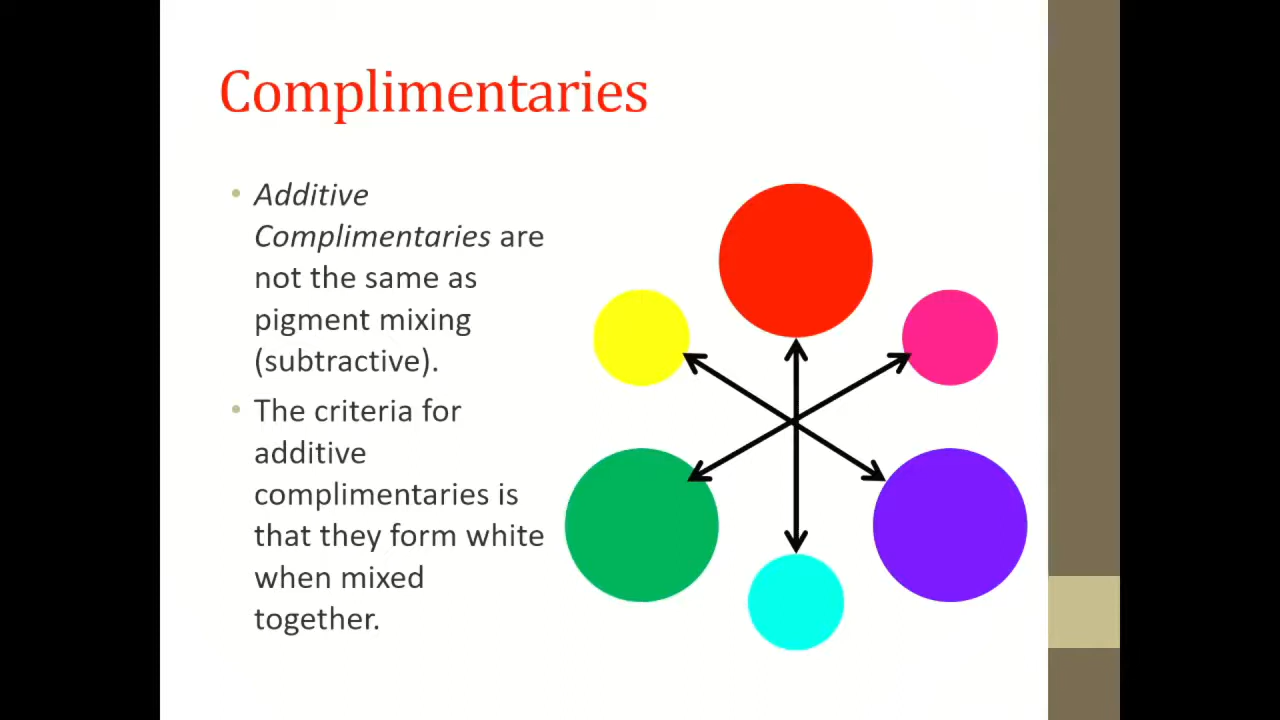 Complimentaries
• Additive
Complimentaries are
not the same as
pigment mixing
(subtractive).
• The criteria for
additive
complimentaries is
that they form white
when mixed
together.